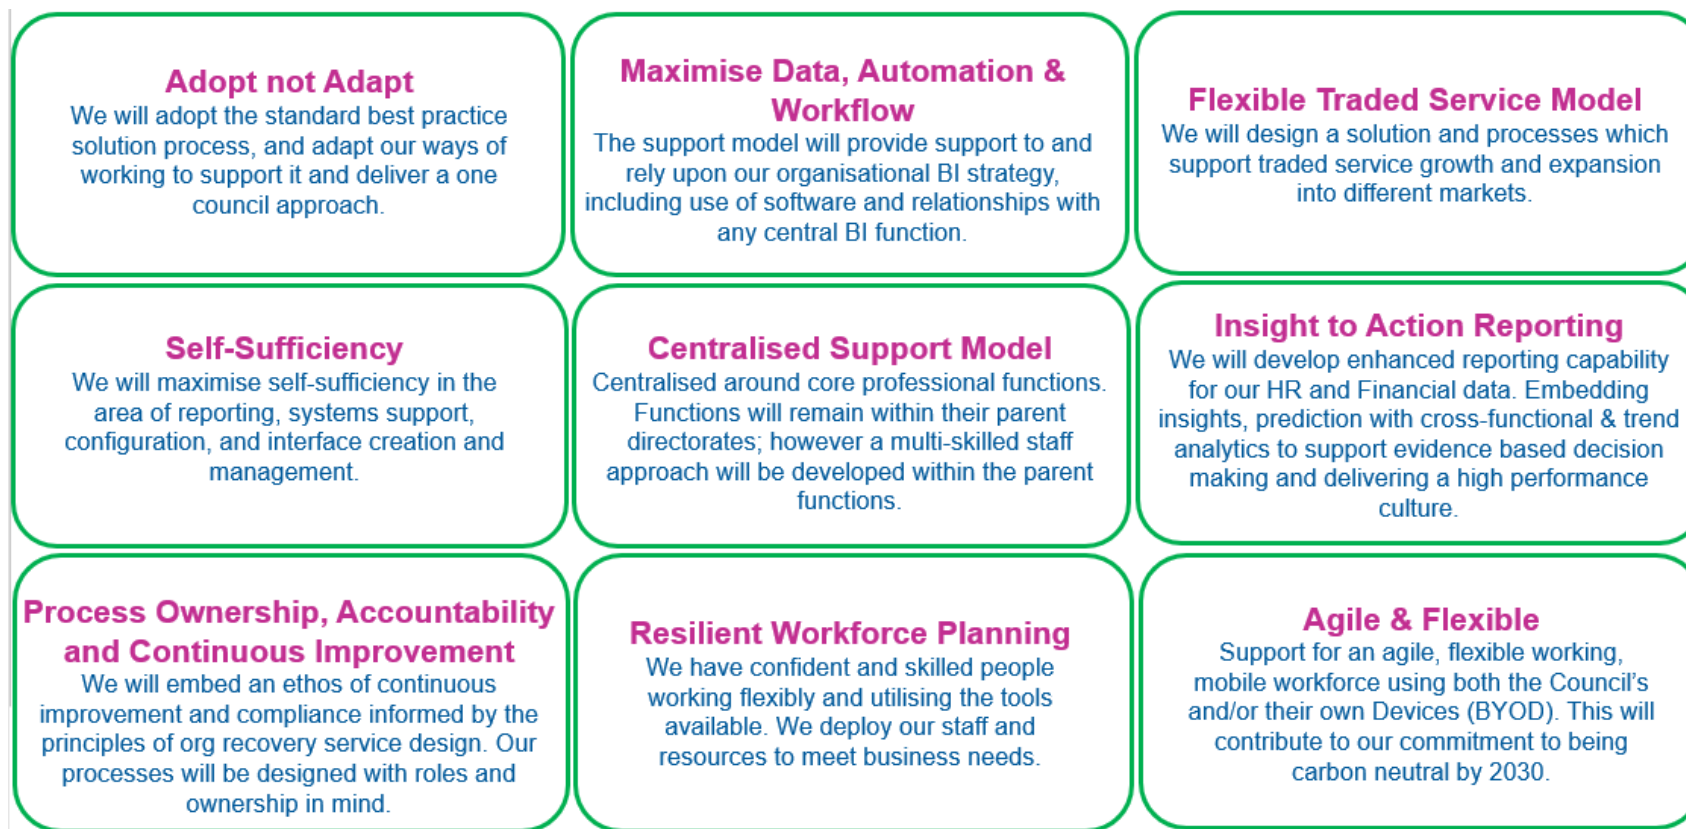 Adopt not Adapt
We will adopt the standard best practice
solution process, and adapt our ways of
working to support it and deliver a one
council approach.
Maximise Data, Automation &
Workflow
The support model will provide support to and
rely upon our organisational BI strategy,
including use of software and relationships with
any central BI function.
Flexible Traded Service Model
We will design a solution and processes which
support traded service growth and expansion
into different markets.
Self-Sufficiency
We will maximise self-sufficiency in the
area of reporting, systems support,
configuration, and interface creation and
management.
Centralised Support Model
Centralised around core professional functions.
Functions will remain within their parent
directorates; however a multi-skilled staff
approach will be developed within the parent
functions.
Insight to Action Reporting
We will develop enhanced reporting capability
for our HR and Financial data. Embedding
insights, prediction with cross-functional & trend
analytics to support evidence based decision
making and delivering a high performance
culture.
Process Ownership, Accountability
and Continuous Improvement
We will embed an ethos of continuous
improvement and compliance informed by the
principles of org recovery service design. Our
processes will be designed with roles and
ownership in mind.
Resilient Workforce Planning
We have confident and skilled people
working flexibly and utilising the tools
available. We deploy our staff and
resources to meet business needs.
Agile & Flexible
Support for an agile, flexible working,
mobile workforce using both the Council’s
and/or their own Devices (BYOD). This will
contribute to our commitment to being
carbon neutral by 2030.